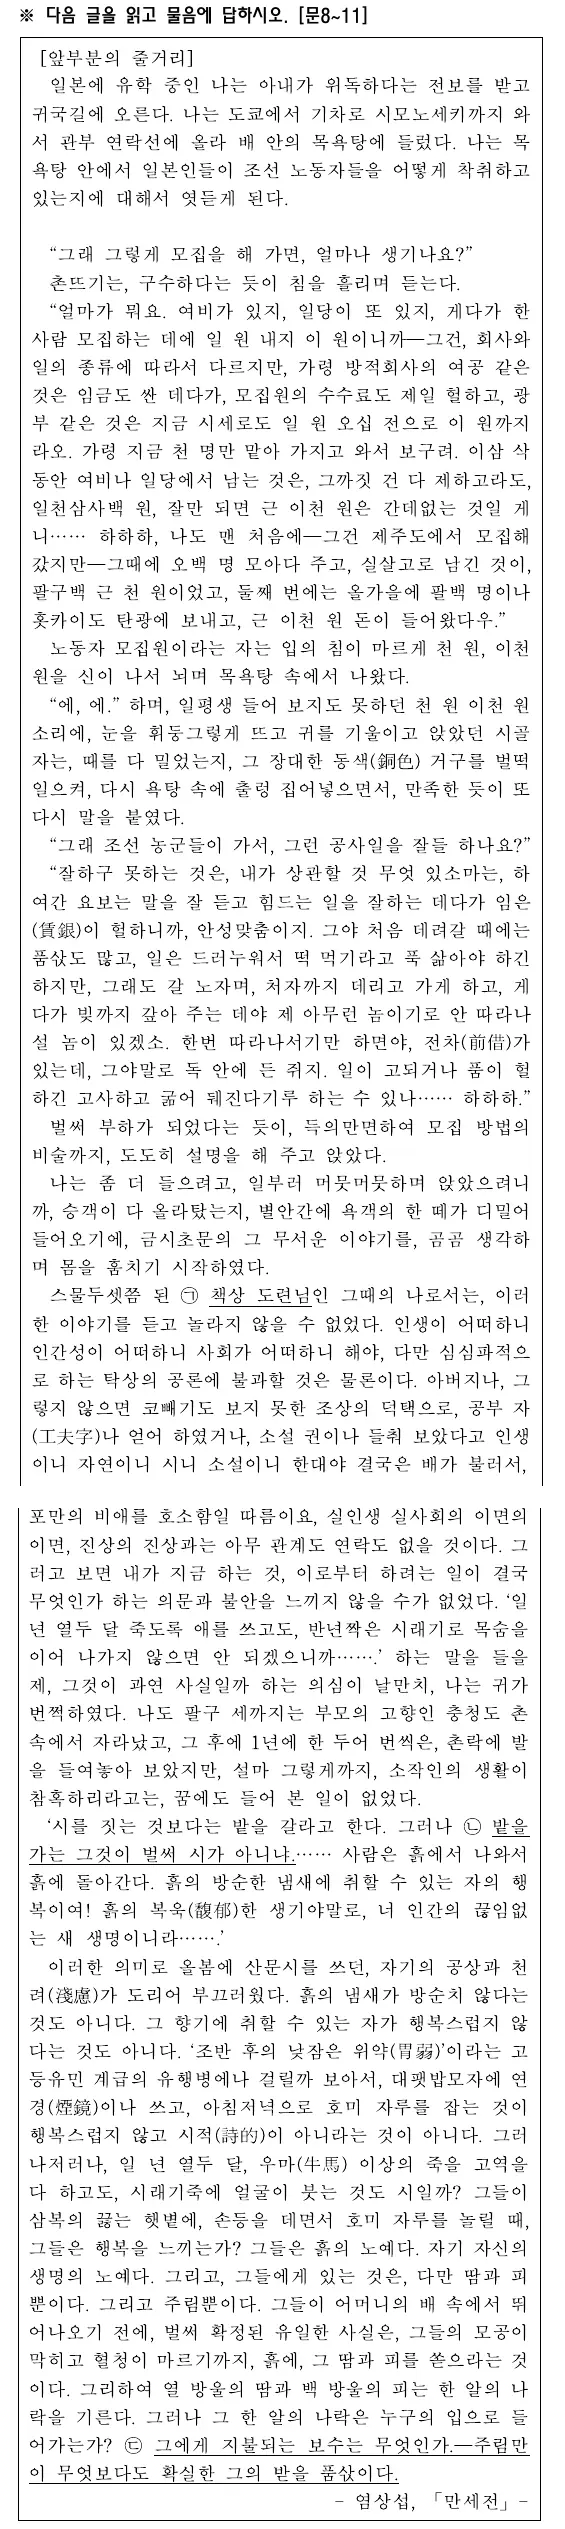 ※ 다음 글을 읽고 물음에 답하시오. [문8~11]
[앞부분의 줄거리]
일본에 유학 중인 나는 아내가 위독하다는 전보를 받고
귀국길에 오른다. 나는 도쿄에서 기차로 시모노세키까지 와
서 관부 연락선에 올라 배 안의 목욕탕에 들렀다. 나는 목
욕탕 안에서 일본인들이 조선 노동자들을 어떻게 착취하고
있는지에 대해서 엿듣게 된다.
“그래 그렇게 모집을 해 가면, 얼마나 생기나요?”
촌뜨기는, 구수하다는 듯이 침을 흘리며 듣는다.
“얼마가 뭐요. 여비가 있지, 일당이 또 있지, 게다가 한
사람 모집하는 데에 일 원 내지 이 원이니까―그건, 회사와
일의 종류에 따라서 다르지만, 가령 방적회사의 여공 같은
것은 임금도 싼 데다가, 모집원의 수수료도 제일 헐하고, 광
부 같은 것은 지금 시세로도 일 원 오십 전으로 이 원까지
라오. 가령 지금 천 명만 맡아 가지고 와서 보구려. 이삼 삭
동안 여비나 일당에서 남는 것은, 그까짓 건 다 제하고라도,
일천삼사백 원, 잘만 되면 근 이천 원은 간데없는 것일 게
니…… 하하하, 나도 맨 처음에―그건 제주도에서 모집해
갔지만―그때에 오백 명 모아다 주고, 실살고로 남긴 것이,
팔구백 근 천 원이었고, 둘째 번에는 올가을에 팔백 명이나
홋카이도 탄광에 보내고, 근 이천 원 돈이 들어왔다우.”
노동자 모집원이라는 자는 입의 침이 마르게 천 원, 이천
원을 신이 나서 뇌며 목욕탕 속에서 나왔다.
“에, 에.” 하며, 일평생 들어 보지도 못하던 천 원 이천 원
소리에, 눈을 휘둥그렇게 뜨고 귀를 기울이고 앉았던 시골
자는, 때를 다 밀었는지, 그 장대한 동색(銅色) 거구를 벌떡
일으켜, 다시 욕탕 속에 출렁 집어넣으면서, 만족한 듯이 또
다시 말을 붙였다.
“그래 조선 농군들이 가서, 그런 공사일을 잘들 하나요?”
“잘하구 못하는 것은, 내가 상관할 것 무엇 있소마는, 하
여간 요보는 말을 잘 듣고 힘드는 일을 잘하는 데다가 임은
(賃銀)이 헐하니까, 안성맞춤이지. 그야 처음 데려갈 때에는
품삯도 많고, 일은 드러누워서 떡 먹기라고 푹 삶아야 하긴
하지만, 그래도 갈 노자며, 처자까지 데리고 가게 하고, 게
다가 빚까지 갚아 주는 데야 제 아무런 놈이기로 안 따라나
설 놈이 있겠소. 한번 따라나서기만 하면야, 전차(前借)가
있는데, 그야말로 독 안에 든 쥐지. 일이 고되거나 품이 헐
하긴 고사하고 굶어 뒈진다기루 하는 수 있나…… 하하하.”
벌써 부하가 되었다는 듯이, 득의만면하여 모집 방법의
비술까지, 도도히 설명을 해 주고 앉았다.
나는 좀 더 들으려고, 일부러 머뭇머뭇하며 앉았으려니
까, 승객이 다 올라탔는지, 별안간에 욕객의 한 떼가 디밀어
들어오기에, 금시초문의 그 무서운 이야기를, 곰곰 생각하
며 몸을 훔치기 시작하였다.
스물두셋쯤 된 ㉠ 책상 도련님인 그때의 나로서는, 이러
한 이야기를 듣고 놀라지 않을 수 없었다. 인생이 어떠하니
인간성이 어떠하니 사회가 어떠하니 해야, 다만 심심파적으
로 하는 탁상의 공론에 불과할 것은 물론이다. 아버지나, 그
렇지 않으면 코빼기도 보지 못한 조상의 덕택으로, 공부 자
(工夫字)나 얻어 하였거나, 소설 권이나 들춰 보았다고 인생
이니 자연이니 시니 소설이니 한대야 결국은 배가 불러서,
포만의 비애를 호소함일 따름이요, 실인생 실사회의 이면의
이면, 진상의 진상과는 아무 관계도 연락도 없을 것이다. 그
러고 보면 내가 지금 하는 것, 이로부터 하려는 일이 결국
무엇인가 하는 의문과 불안을 느끼지 않을 수가 없었다. ‘일
년 열두 달 죽도록 애를 쓰고도, 반년짝은 시래기로 목숨을
이어 나가지 않으면 안 되겠으니까…….’ 하는 말을 들을
제, 그것이 과연 사실일까 하는 의심이 날만치, 나는 귀가
번쩍하였다. 나도 팔구 세까지는 부모의 고향인 충청도 촌
속에서 자라났고, 그 후에 1년에 한 두어 번씩은, 촌락에 발
을 들여놓아 보았지만, 설마 그렇게까지, 소작인의 생활이
참혹하리라고는, 꿈에도 들어 본 일이 없었다.
‘시를 짓는 것보다는 밭을 갈라고 한다. 그러나 ㉡ 밭을
가는 그것이 벌써 시가 아니냐.…… 사람은 흙에서 나와서
흙에 돌아간다. 흙의 방순한 냄새에 취할 수 있는 자의 행
복이여! 흙의 복욱(馥郁)한 생기야말로, 너 인간의 끊임없
는 새 생명이니라…….’
이러한 의미로 올봄에 산문시를 쓰던, 자기의 공상과 천
려(淺慮)가 도리어 부끄러웠다. 흙의 냄새가 방순치 않다는
것도 아니다. 그 향기에 취할 수 있는 자가 행복스럽지 않
다는 것도 아니다. ‘조반 후의 낮잠은 위약(胃弱)’이라는 고
등유민 계급의 유행병에나 걸릴까 보아서, 대팻밥모자에 연
경(煙鏡)이나 쓰고, 아침저녁으로 호미 자루를 잡는 것이
행복스럽지 않고 시적(詩的)이 아니라는 것이 아니다. 그러
나저러나, 일 년 열두 달, 우마(牛馬) 이상의 죽을 고역을
다 하고도, 시래기죽에 얼굴이 붓는 것도 시일까? 그들이
삼복의 끓는 햇볕에, 손등을 데면서 호미 자루를 놀릴 때,
그들은 행복을 느끼는가? 그들은 흙의 노예다. 자기 자신의
생명의 노예다. 그리고, 그들에게 있는 것은, 다만 땀과 피
뿐이다. 그리고 주림뿐이다. 그들이 어머니의 배 속에서 뛰
어나오기 전에, 벌써 확정된 유일한 사실은, 그들의 모공이
막히고 혈청이 마르기까지, 흙에, 그 땀과 피를 쏟으라는 것
이다. 그리하여 열 방울의 땀과 백 방울의 피는 한 알의 나
락을 기른다. 그러나 그 한 알의 나락은 누구의 입으로 들
어가는가? ㉢ 그에게 지불되는 보수는 무엇인가.―주림만
이 무엇보다도 확실한 그의 받을 품삯이다.
- 염상섭, 「만세전」-